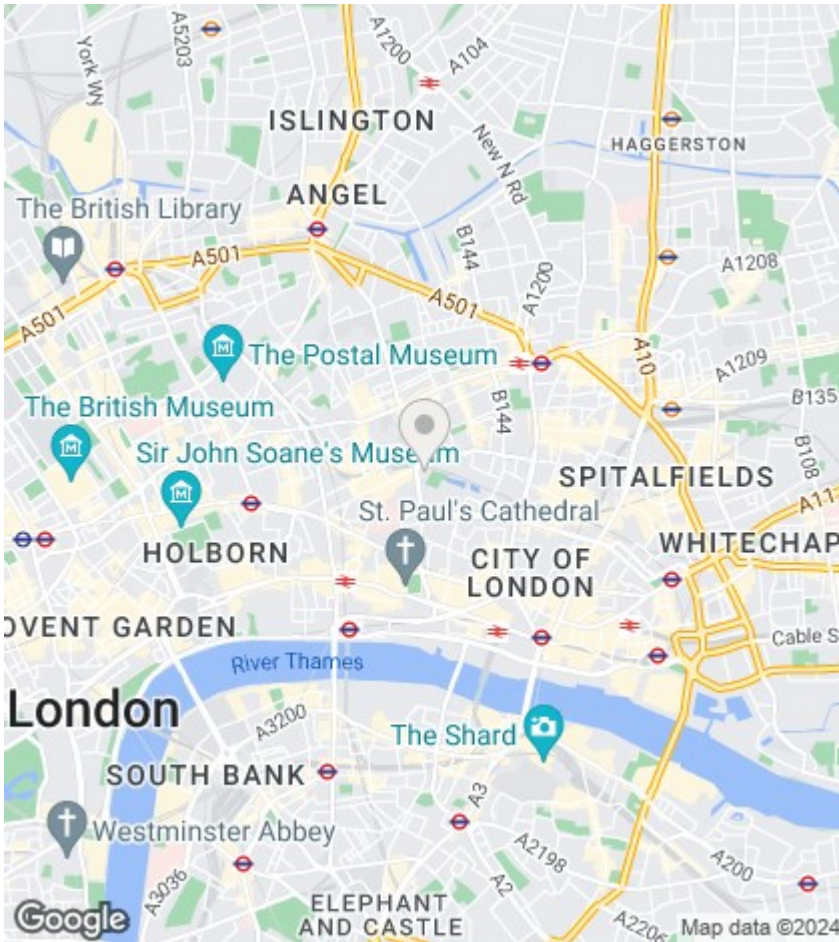 A5203
York Wy
A1200
A104
ISLINGTON
New N Rd
HAGGERSTON
ANGEL
The British Library
B144
A501
A1208
A501
A501
A1200
A10
The Postal Museum
A1209
The British Museum
B144
B135
Sir John Soane's Museum
B108
SPITALFIELDS
A11
St. Paul's Cathedral
HOLBORN
WHITECHAP
CITY OF
LONDON
OVENT GARDEN
Cable S
River Thames
London
A3200
The Shard
SOUTH BANK
A3
Westminster Abbey
A2198
A200
A3036
A2
ELEPHANT
AND CASTLE
Google
A2206
Map data ©2024